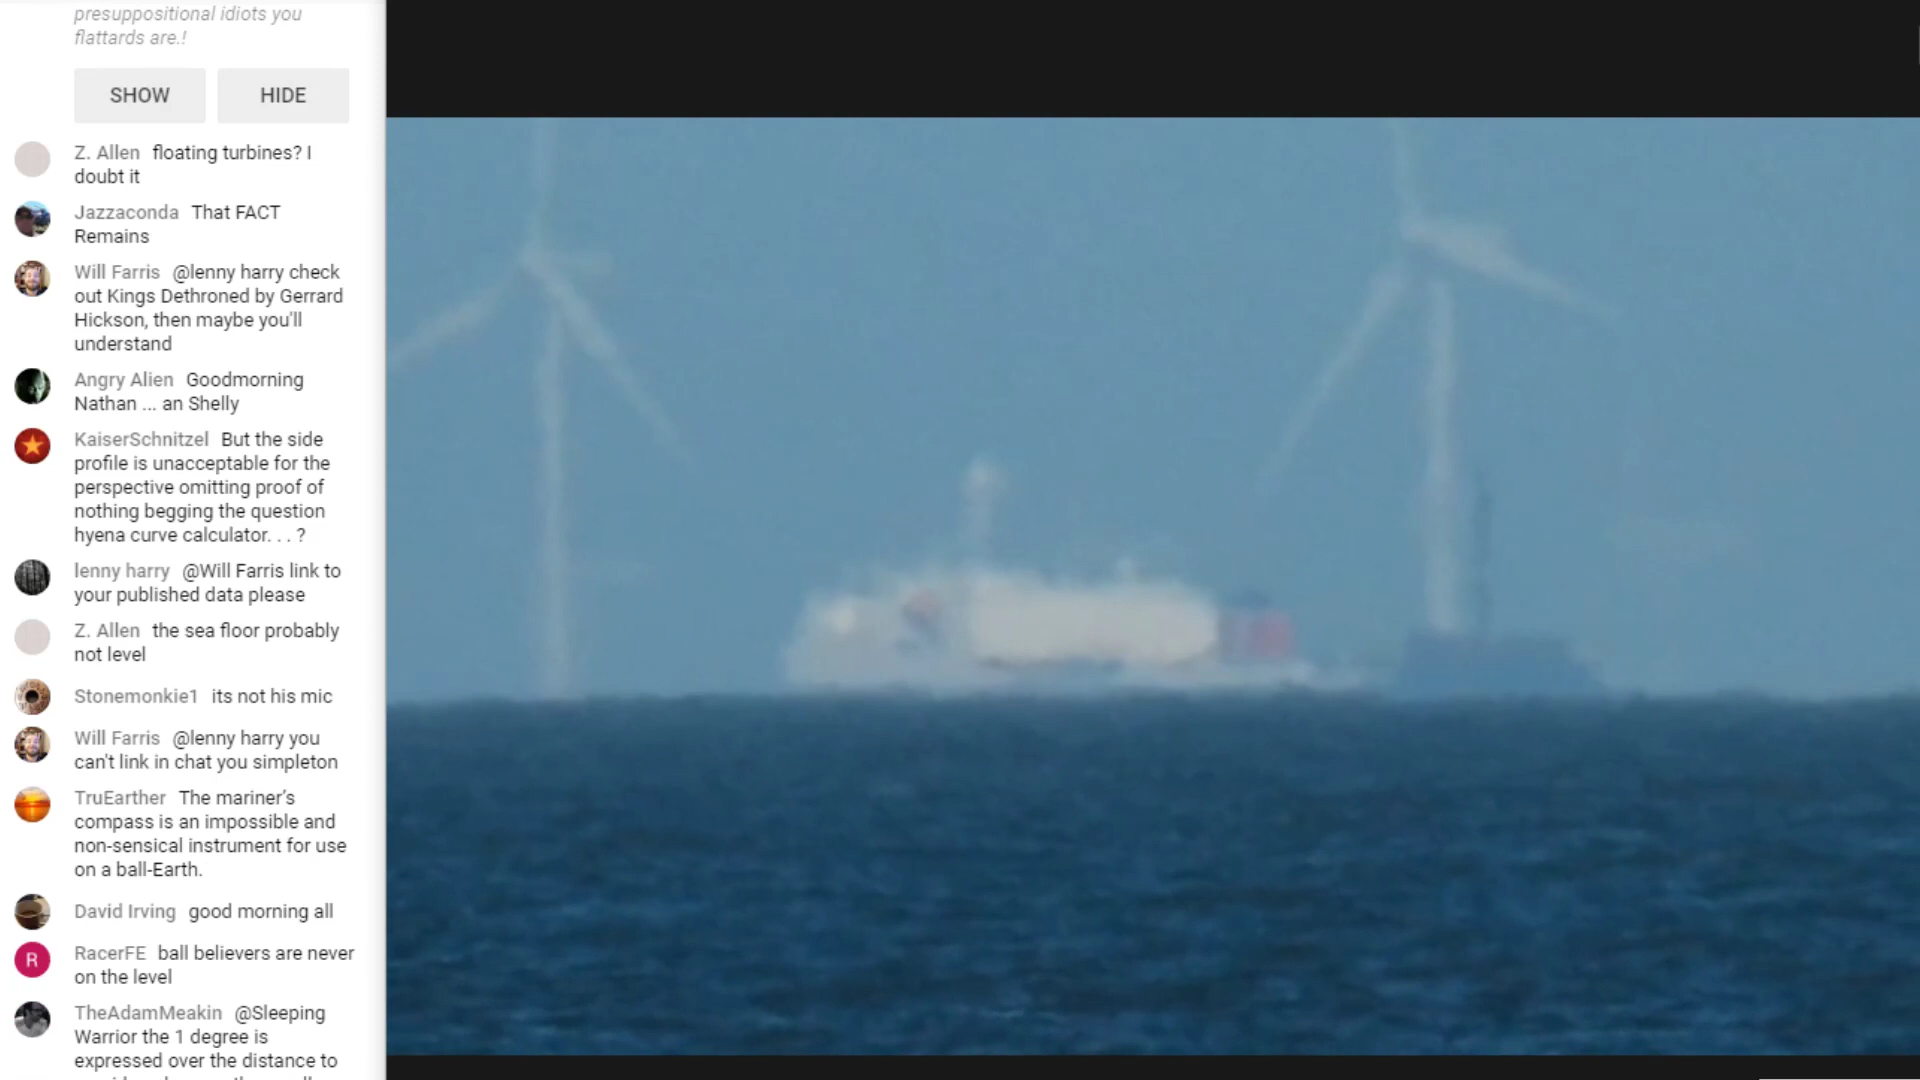 presuppositional idiots you
flattards are.!
SHOW
HIDE
Z. Allen floating turbines? I
doubt it
Jazzaconda That FACT
Remains
Will Farris @lenny harry check
out Kings Dethroned by Gerrard
Hickson, then maybe you'll
understand
Angry Alien Goodmorning
Nathan ... an Shelly
KaiserSchnitzel But the side
profile is unacceptable for the
perspective omitting proof of
nothing begging the question
hyena curve calculator. . . ?
lenny harry @Will Farris link to
your published data please
Z. Allen the sea floor probably
not level
Stonemonkie1 its not his mic
Will Farris @lenny harry you
can't link in chat you simpleton
TruEarther The mariner's
compass is an impossible and
non-sensical instrument for use
on a ball-Earth.
David Irving good morning all
R
RacerFE ball believers are never
on the level
TheAdamMeakin @Sleeping
Warrior the 1 degree is
expressed over the distance to